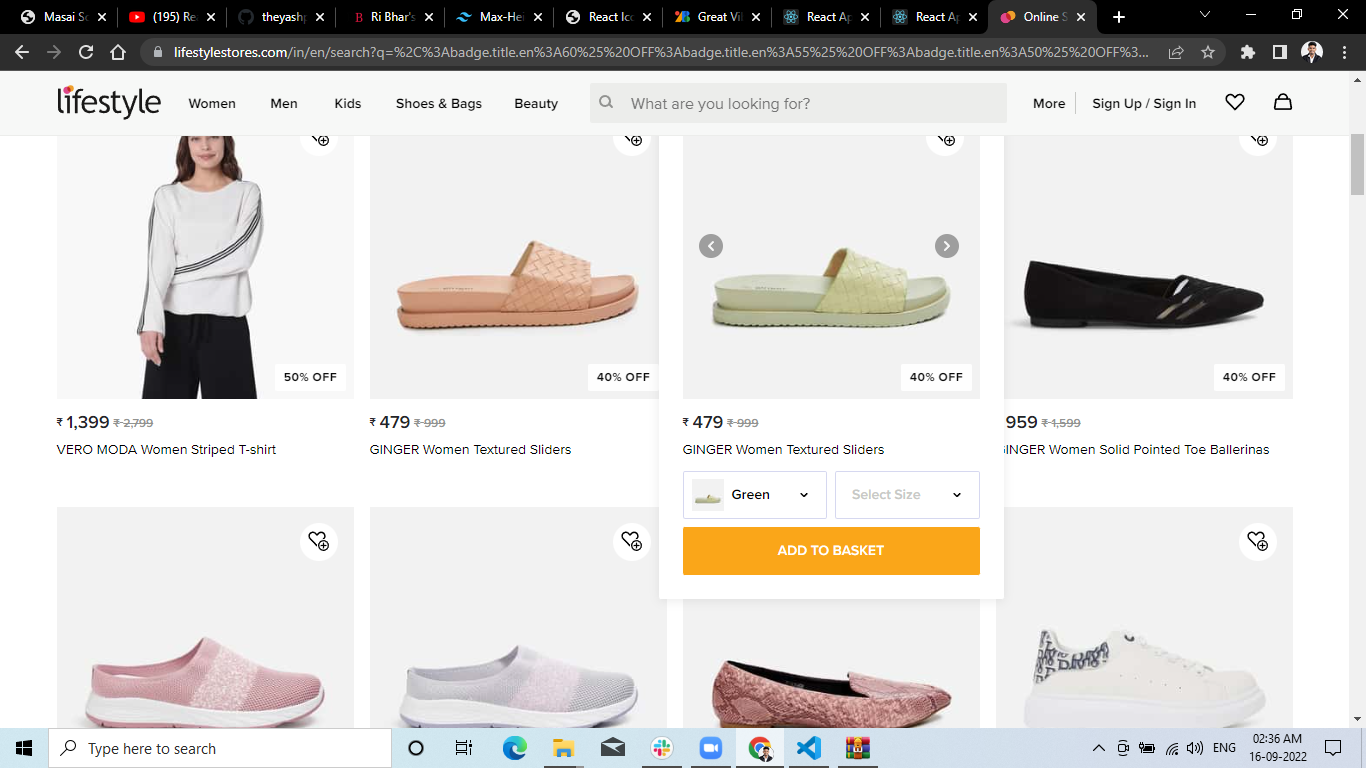 Masai Sc
(195) Re
theyash
Ri Bhar's
Max-Hei
React Ico
Great Vi
React Ap
React Ap
Online S
lifestylestores.com/in/en/search?q=%2C%3Abadge.title.en%3A60%25%20OFF%3Abadge.title.en%3A55%25%20OFF%3Abadge.title.en%3A50%25%20OFF%3...
lifestyle
Women
Men
Kids
Shoes & Bags
Beauty
What are you looking for?
More
Sign Up / Sign In
50% OFF
40% OFF
40% OFF
40% OFF
₹ 1,399 ₹ 2,799
₹ 479 ₹ 999
₹ 479 ₹ 999
959 ₹ 1,599
VERO MODA Women Striped T-shirt
GINGER Women Textured Sliders
GINGER Women Textured Sliders
GINGER Women Solid Pointed Toe Ballerinas
Green
Select Size
ADD TO BASKET
Type here to search
ENG
02:36 AM
16-09-2022